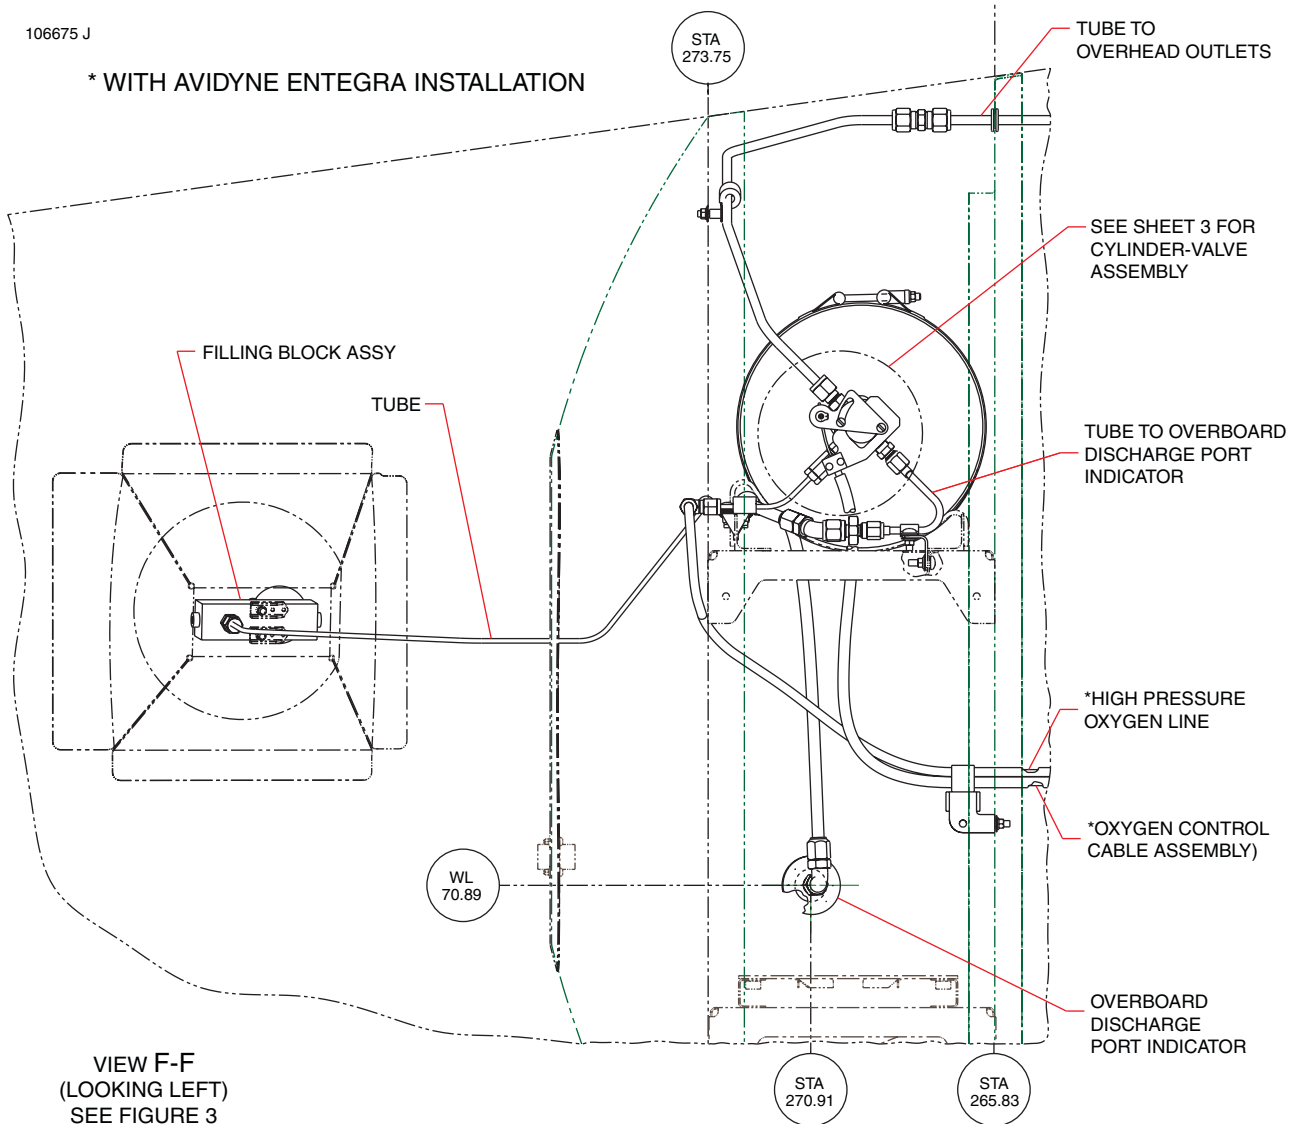 106675 J
* WITH AVIDYNE ENTEGRA INSTALLATION
STA
273.75
TUBE TO
OVERHEAD OUTLETS
SEE SHEET 3 FOR
CYLINDER-VALVE
ASSEMBLY
FILLING BLOCK ASSY
TUBE
TUBE TO OVERBOARD
DISCHARGE PORT
INDICATOR
*HIGH PRESSURE
OXYGEN LINE
*OXYGEN CONTROL
CABLE ASSEMBLY)
WL
70.89
OVERBOARD
DISCHARGE
PORT INDICATOR
VIEW F-F
(LOOKING LEFT)
SEE FIGURE 3
STA
270.91
STA
265.83